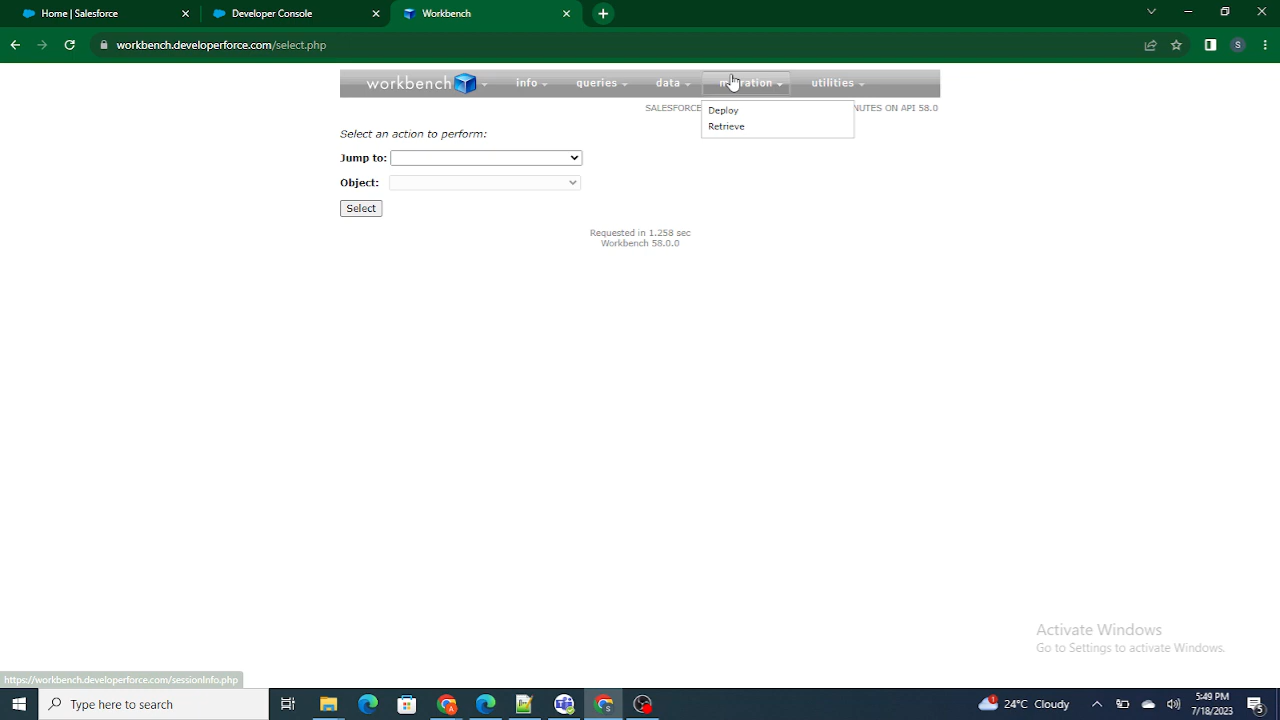 Home | Salesforce
Developer Console
Workbench
workbench.developerforce.com/select.php
S
workbench info queries data migration utilities
SALESFORCE
NUTES ON API 58.0
Deploy
Retrieve
Select an action to perform:
Jump to:
Object:
Select
Requested in 1.258 sec
Workbench 58.0.0
Activate Windows
Go to Settings to activate Windows.
https://workbench.developerforce.com/sessionInfo.php
Type here to search
1
24°C Cloudy
5:49 PM
7/18/2023
5